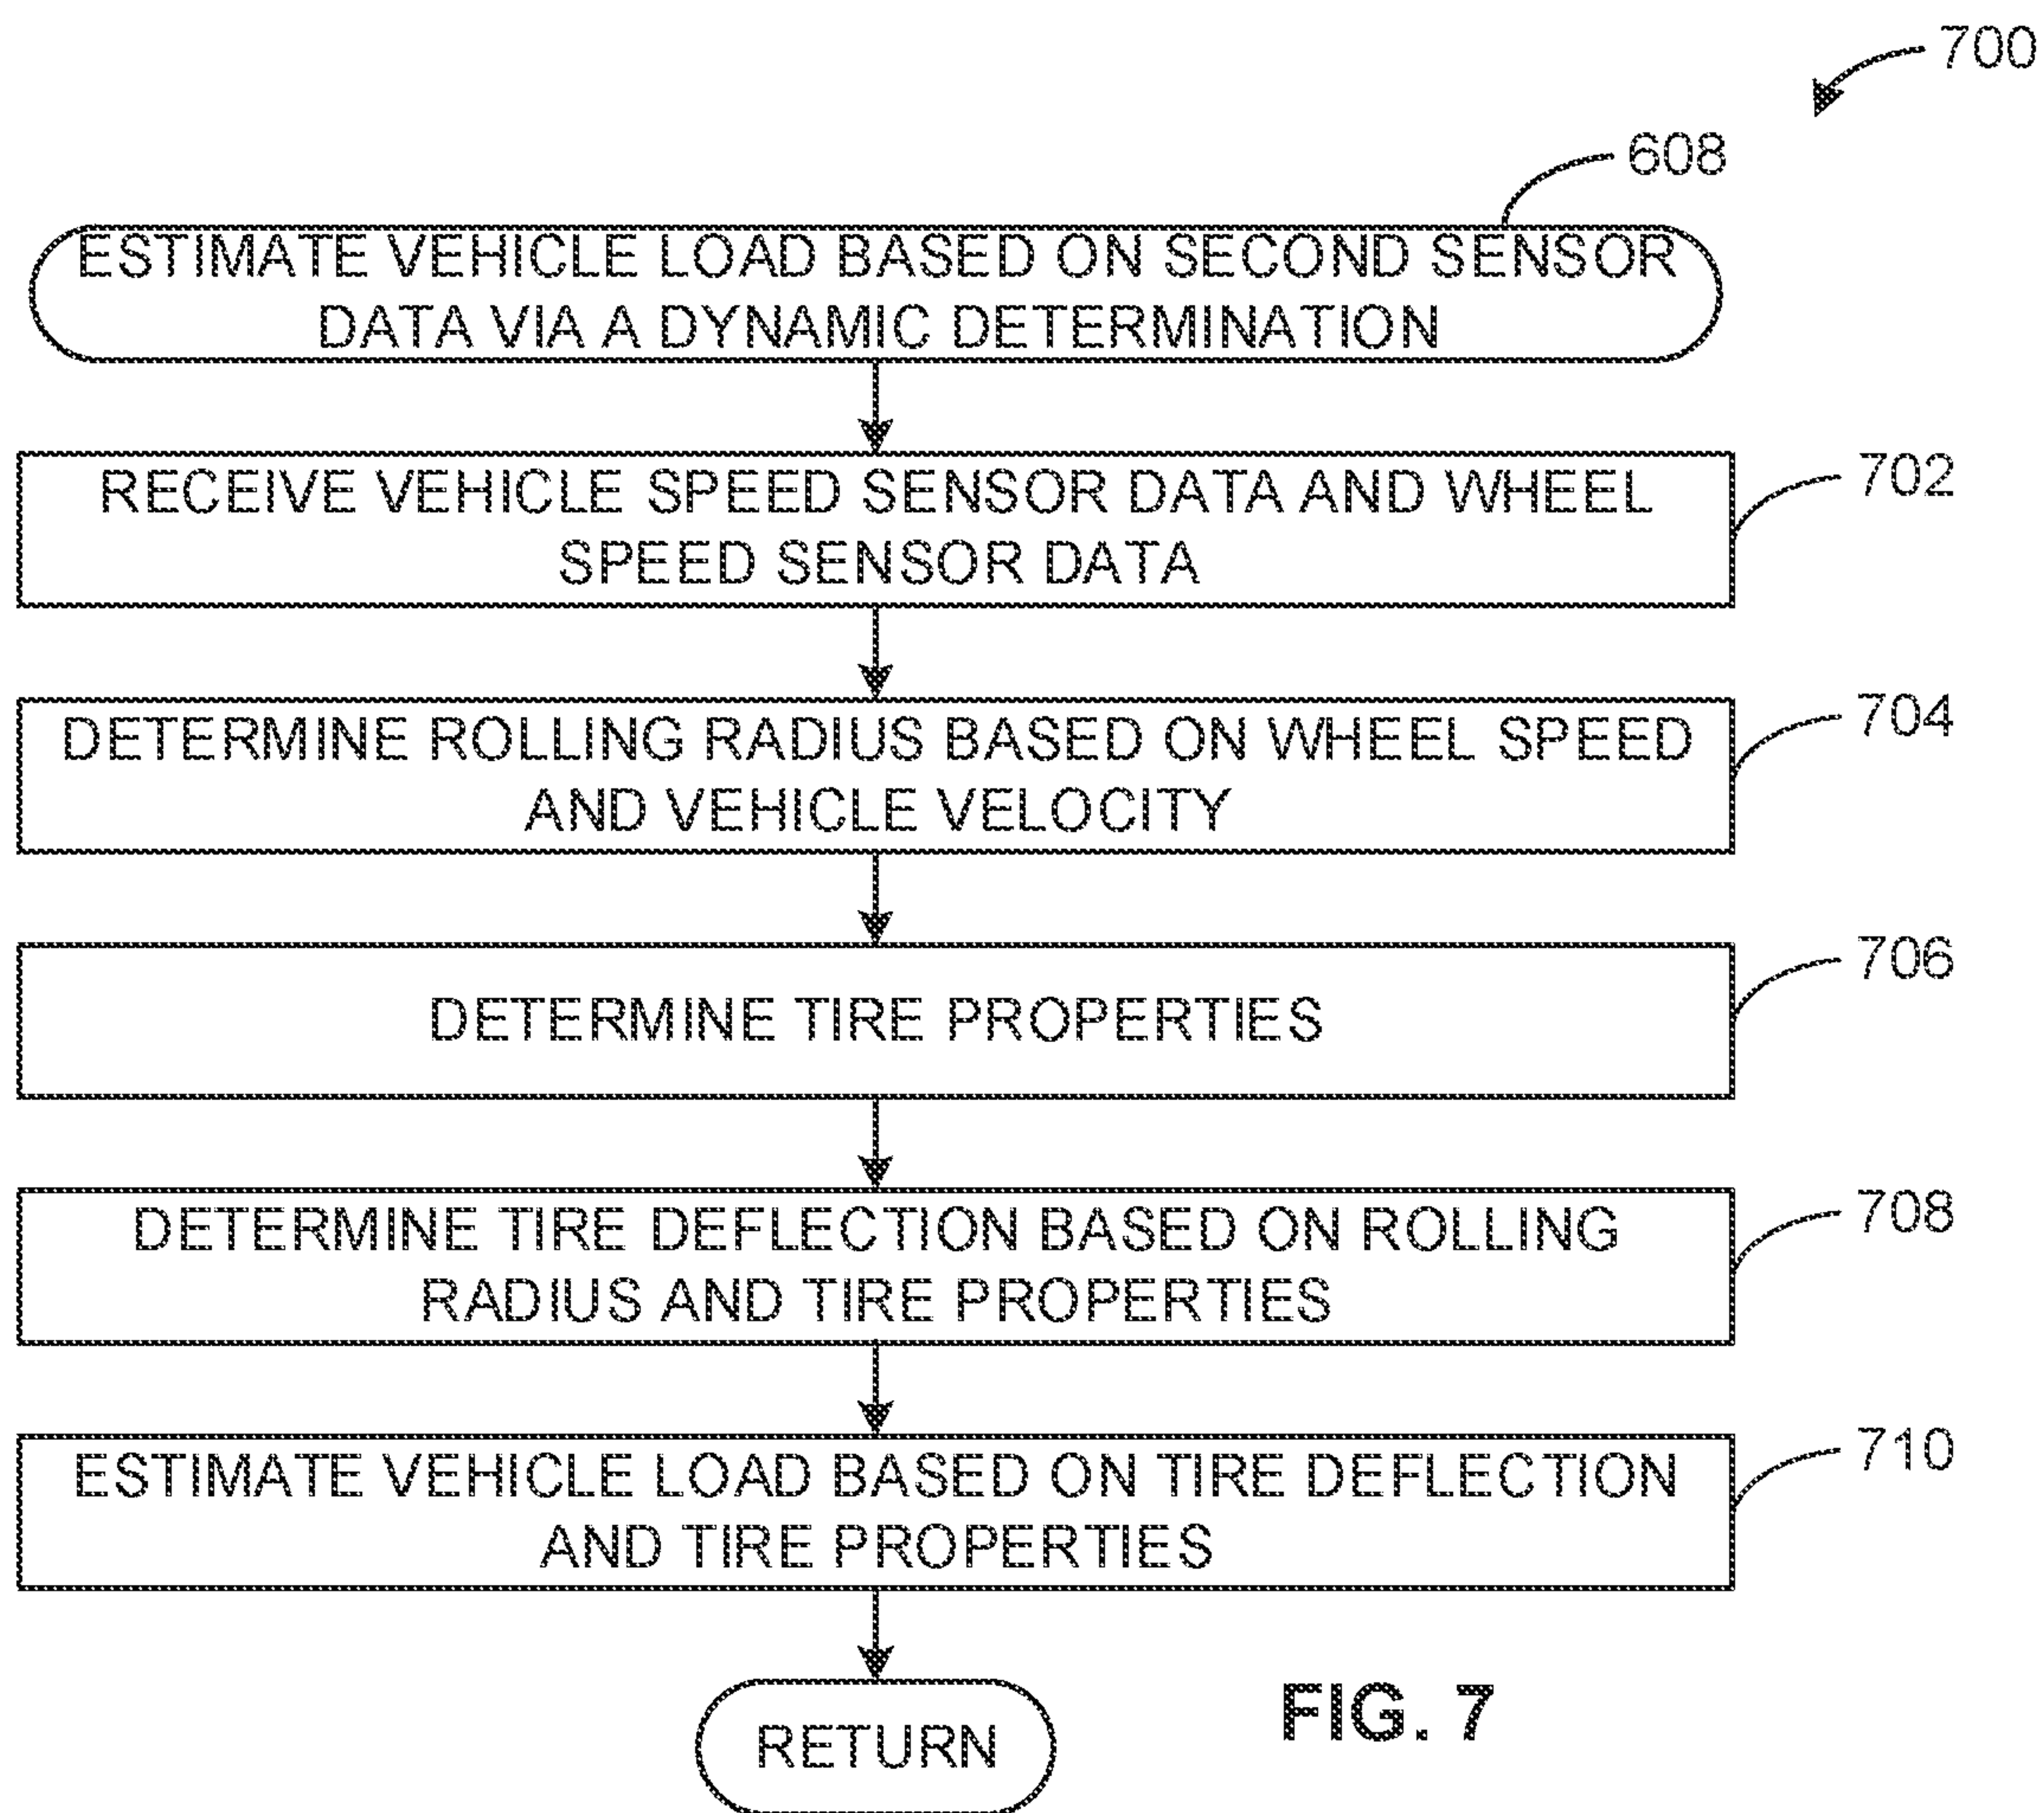 700
608
ESTIMATE VEHICLE LOAD BASED ON SECOND SENSOR
DATA VIA A DYNAMIC DETERMINATION
RECEIVE VEHICLE SPEED SENSOR DATA AND WHEEL
SPEED SENSOR DATA
702
DETERMINE ROLLING RADIUS BASED ON WHEEL SPEED
AND VEHICLE VELOCITY
704
DETERMINE TIRE PROPERTIES
706
DETERMINE TIRE DEFLECTION BASED ON ROLLING
RADIUS AND TIRE PROPERTIES
708
ESTIMATE VEHICLE LOAD BASED ON TIRE DEFLECTION
AND TIRE PROPERTIES
710
RETURN
FIG. 7